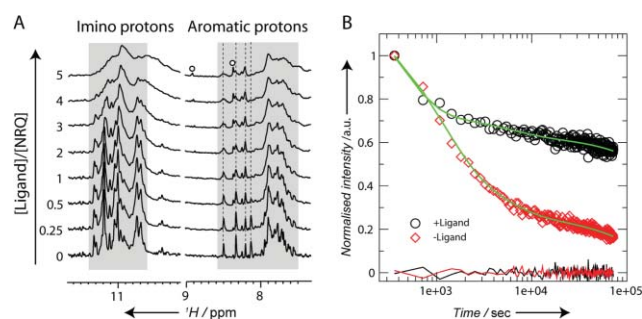 A
Imino protons
Aromatic protons
[Ligand]/[NRQ]
5
4
3
2
1
0.5
0.25
0
11
9
8
¹H / ppm
B
Normalised intensity/a.u.
1
0.8
0.6
0.4
0.2
0
+Ligand
-Ligand
1e+03
1e+04
1e+05
Time / sec